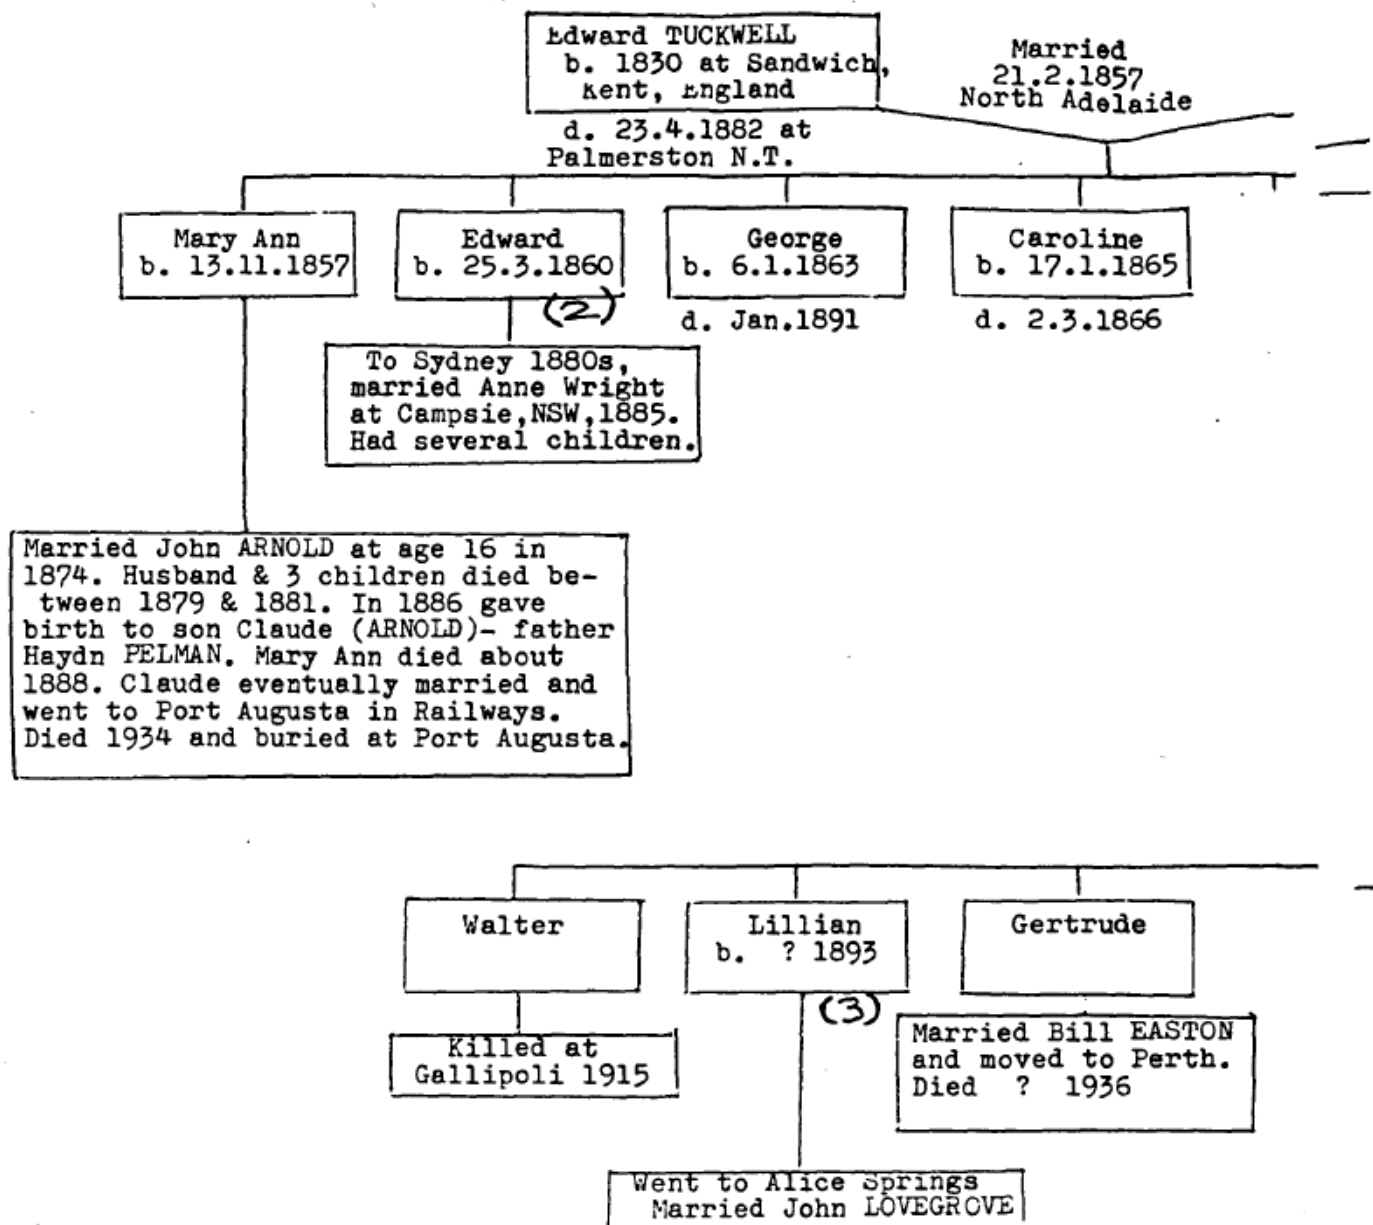 Edward TUCKWELL
b. 1830 at Sandwich,
Kent, England
Married
21.2.1857
North Adelaide
d. 23.4.1882 at
Palmerston N.T.
Mary Ann
b. 13.11.1857
Edward
b. 25.3.1860
(2)
George
b. 6.1.1863
d. Jan.1891
Caroline
b. 17.1.1865
d. 2.3.1866
To Sydney 1880s,
married Anne Wright
at Campsie,NSW,1885.
Had several children.
Married John ARNOLD at age 16 in
1874. Husband & 3 children died be-
tween 1879 & 1881. In 1886 gave
birth to son Claude (ARNOLD)- father
Haydn PELMAN. Mary Ann died about
1888. Claude eventually married and
went to Port Augusta in Railways.
Died 1934 and buried at Port Augusta.
Walter
Lillian
b. ? 1893
(3)
Gertrude
Killed at
Gallipoli 1915
Married Bill EASTON
and moved to Perth.
Died ? 1936
Went to Alice Springs
Married John LOVEGROVE